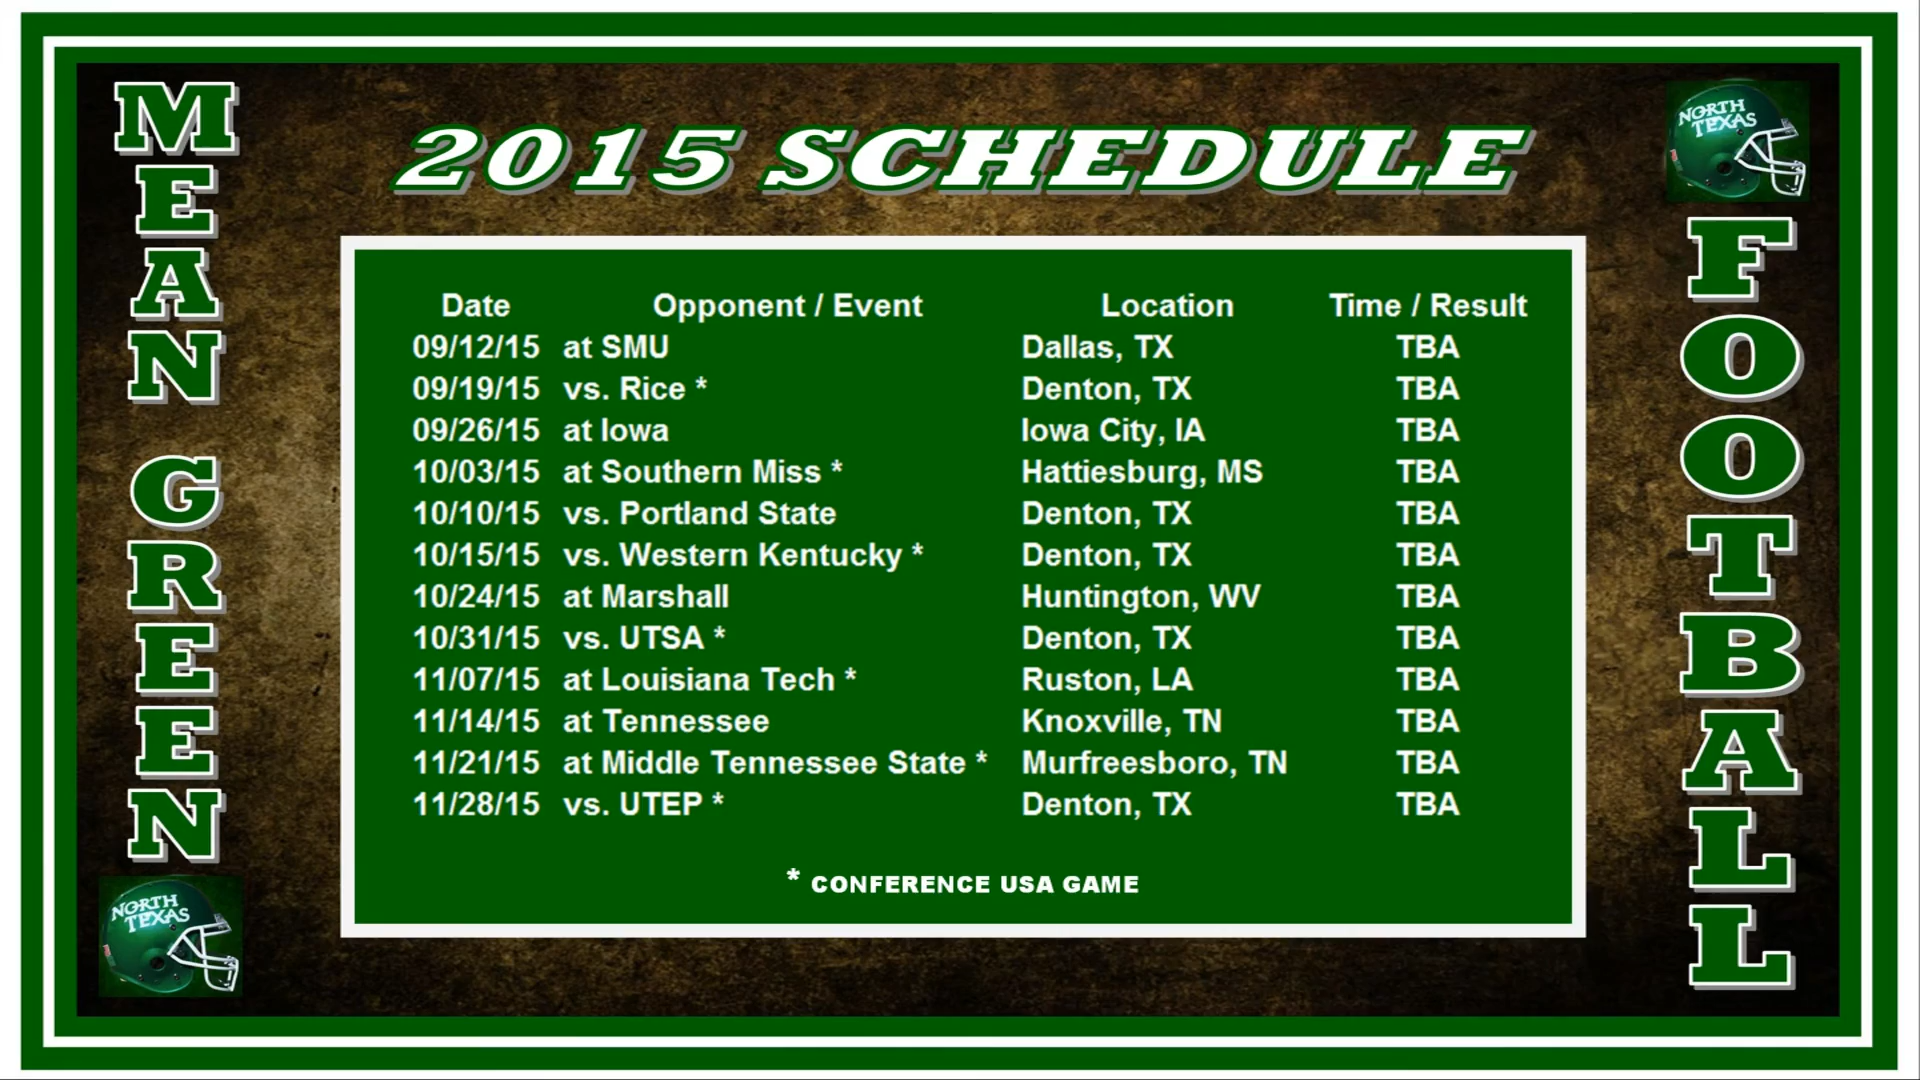 MEAN GREEN
2015 SCHEDULE
NORTH
TEXAS
FOOTBALL
Date Opponent / Event Location Time / Result
09/12/15 at SMU Dallas, TX TBA
09/19/15 vs. Rice * Denton, TX TBA
09/26/15 at Iowa Iowa City, IA TBA
10/03/15 at Southern Miss * Hattiesburg, MS TBA
10/10/15 vs. Portland State Denton, TX TBA
10/15/15 vs. Western Kentucky * Denton, TX TBA
10/24/15 at Marshall Huntington, WV TBA
10/31/15 vs. UTSA * Denton, TX TBA
11/07/15 at Louisiana Tech * Ruston, LA TBA
11/14/15 at Tennessee Knoxville, TN TBA
11/21/15 at Middle Tennessee State * Murfreesboro, TN TBA
11/28/15 vs. UTEP * Denton, TX TBA
* CONFERENCE USA GAME
NORTH
TEXAS